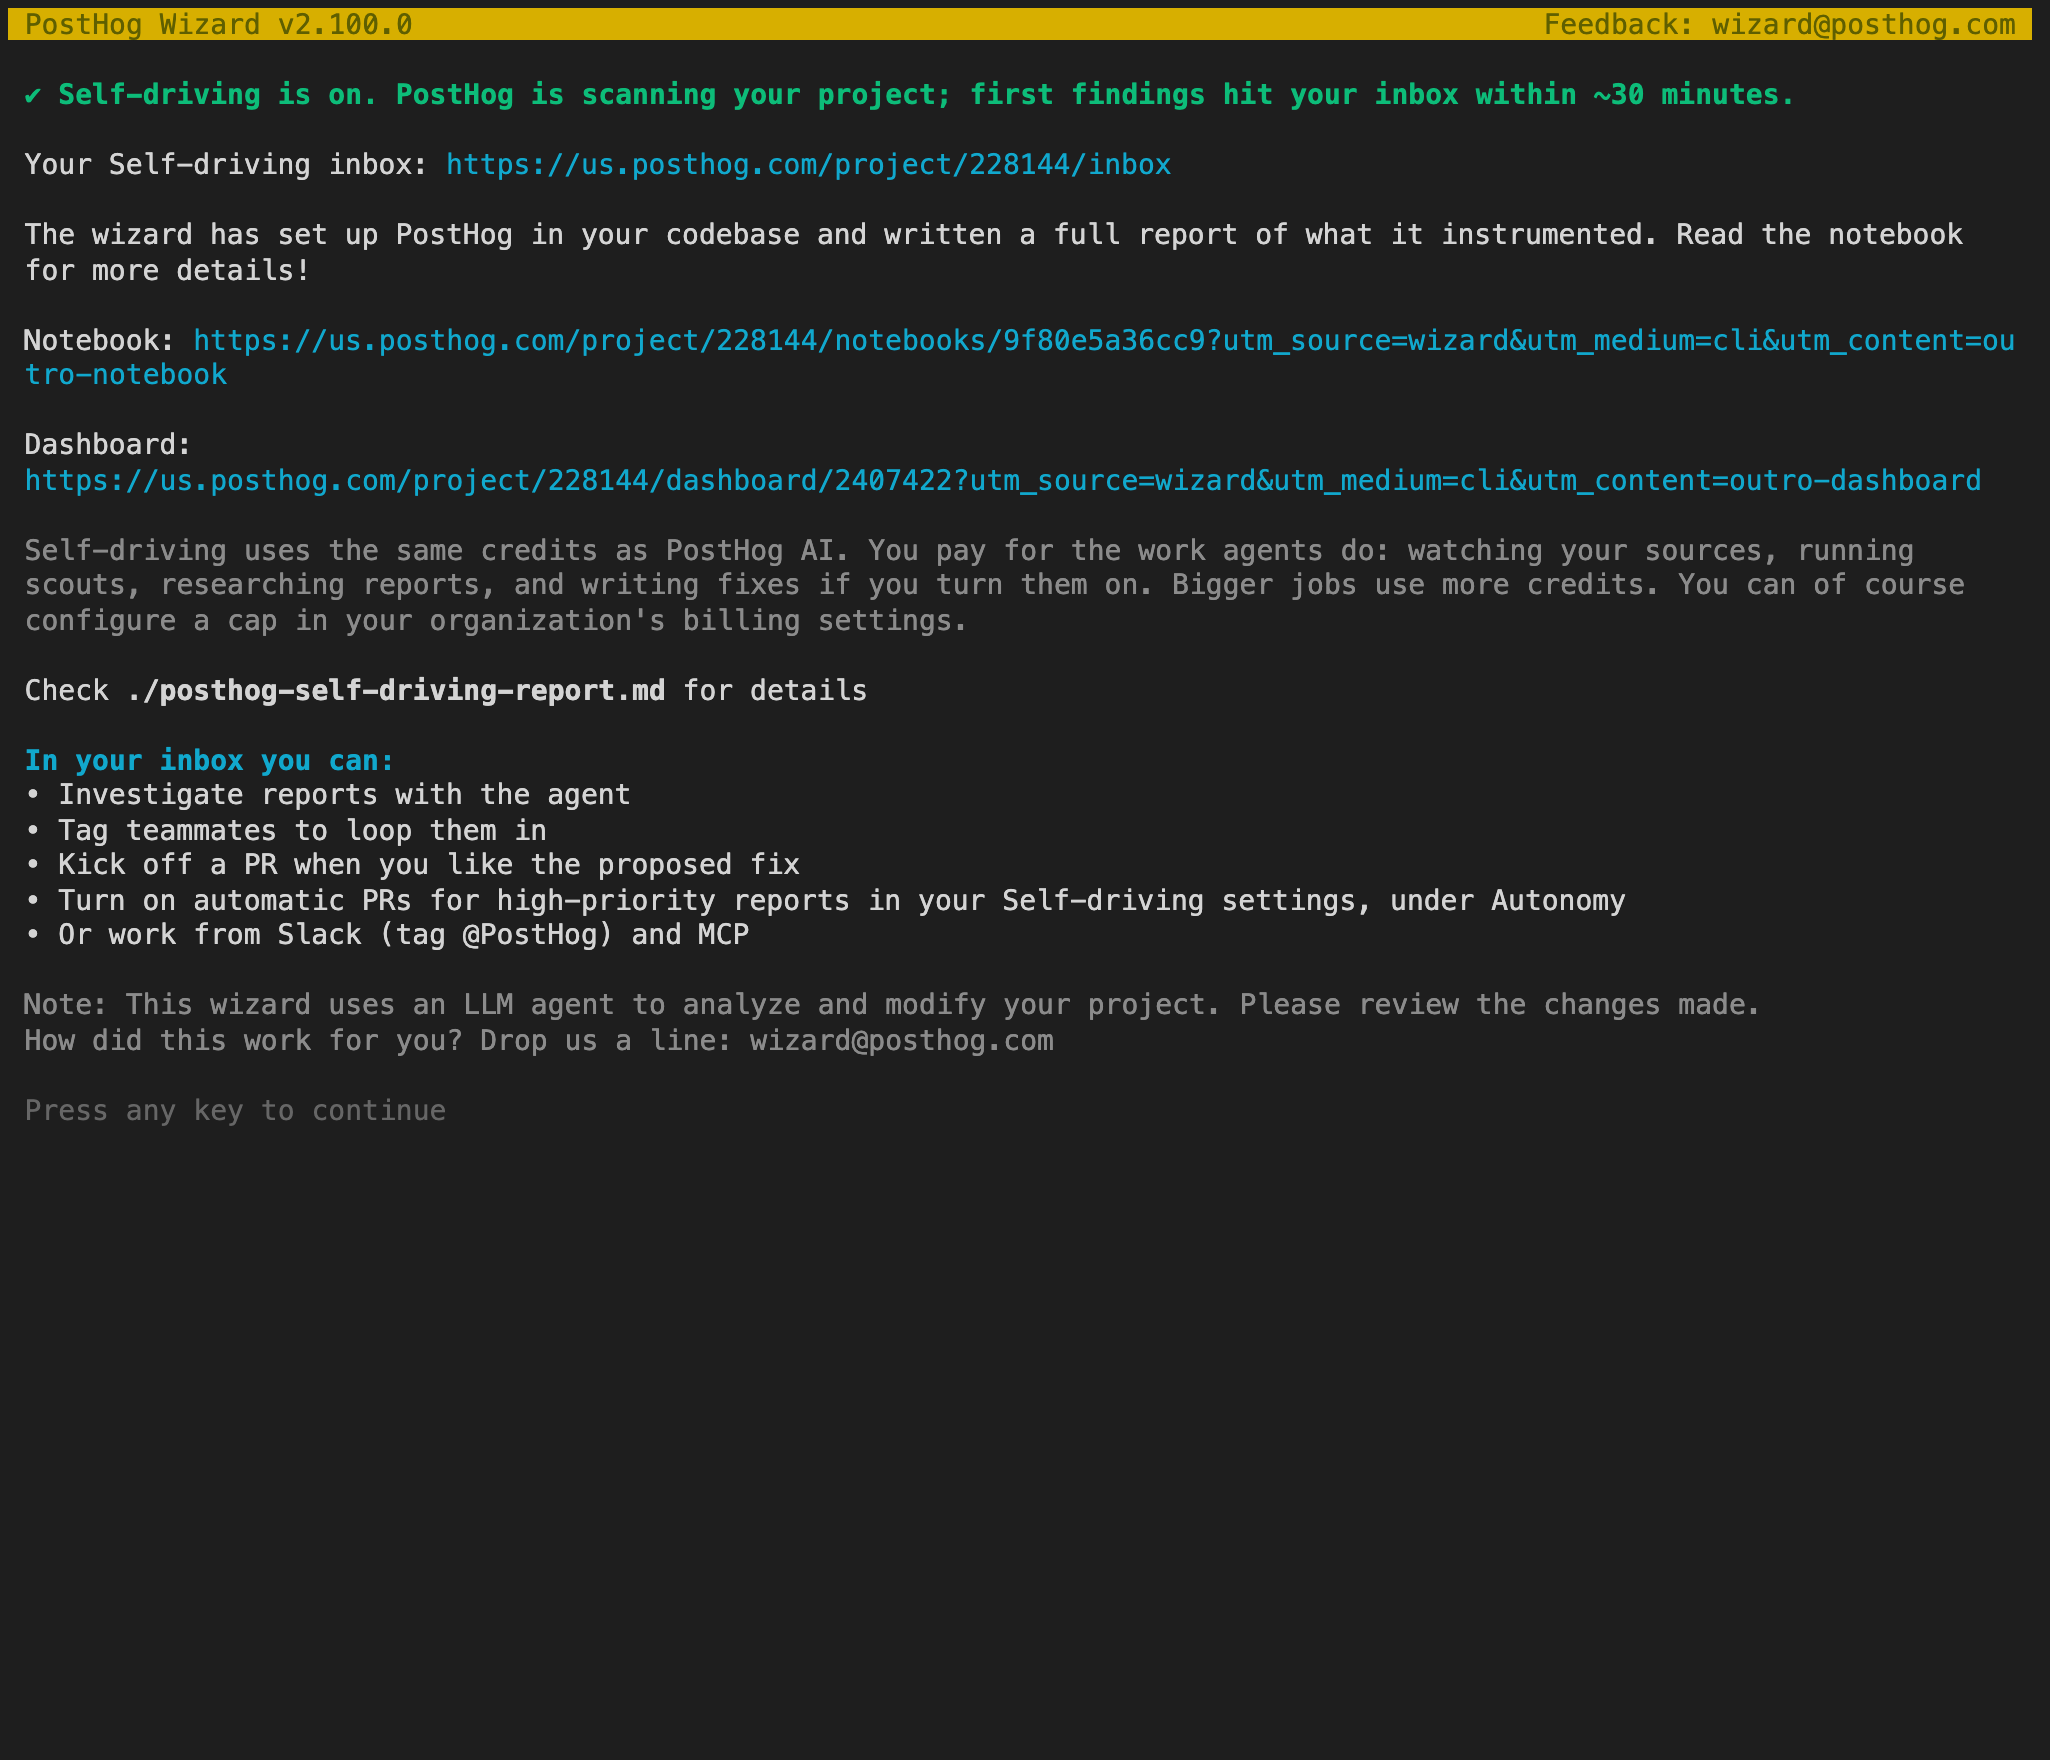 PostHog Wizard v2.100.0 Feedback: wizard@posthog.com
✔ Self-driving is on. PostHog is scanning your project; first findings hit your inbox within ~30 minutes.
Your Self-driving inbox: https://us.posthog.com/project/228144/inbox
The wizard has set up PostHog in your codebase and written a full report of what it instrumented. Read the notebook
for more details!
Notebook: https://us.posthog.com/project/228144/notebooks/9f80e5a36cc9?utm_source=wizard&utm_medium=cli&utm_content=ou
tro-notebook
Dashboard:
https://us.posthog.com/project/228144/dashboard/2407422?utm_source=wizard&utm_medium=cli&utm_content=outro-dashboard
Self-driving uses the same credits as PostHog AI. You pay for the work agents do: watching your sources, running
scouts, researching reports, and writing fixes if you turn them on. Bigger jobs use more credits. You can of course
configure a cap in your organization's billing settings.
Check ./posthog-self-driving-report.md for details
In your inbox you can:
• Investigate reports with the agent
• Tag teammates to loop them in
• Kick off a PR when you like the proposed fix
• Turn on automatic PRs for high-priority reports in your Self-driving settings, under Autonomy
• Or work from Slack (tag @PostHog) and MCP
Note: This wizard uses an LLM agent to analyze and modify your project. Please review the changes made.
How did this work for you? Drop us a line: wizard@posthog.com
Press any key to continue